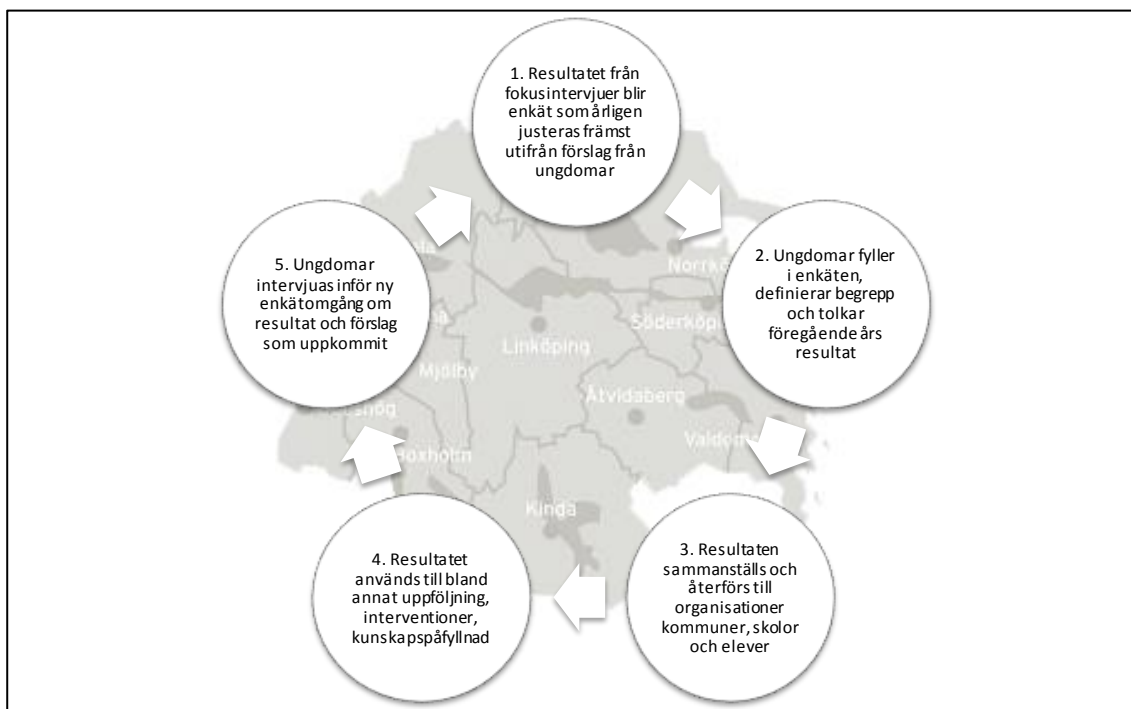 1. Resultatet från
fokusintervjuer blir
enkät som årligen
justeras främst
utifrån förslag från
ungdomar
2. Ungdomar fyller
i enkäten,
definierar begrepp
och tolkar
föregående års
resultat
3. Resultaten
sammanställs och
återförs till
organisationer
kommuner, skolor
och elever
4. Resultatet
används till bland
annat uppföljning,
interventioner,
kunskapspåfyllnad
5. Ungdomar
intervjuas inför ny
enkätomgång om
resultat och förslag
som uppkommit
Linköping
Mjölby
Åtvidaberg
Kinda